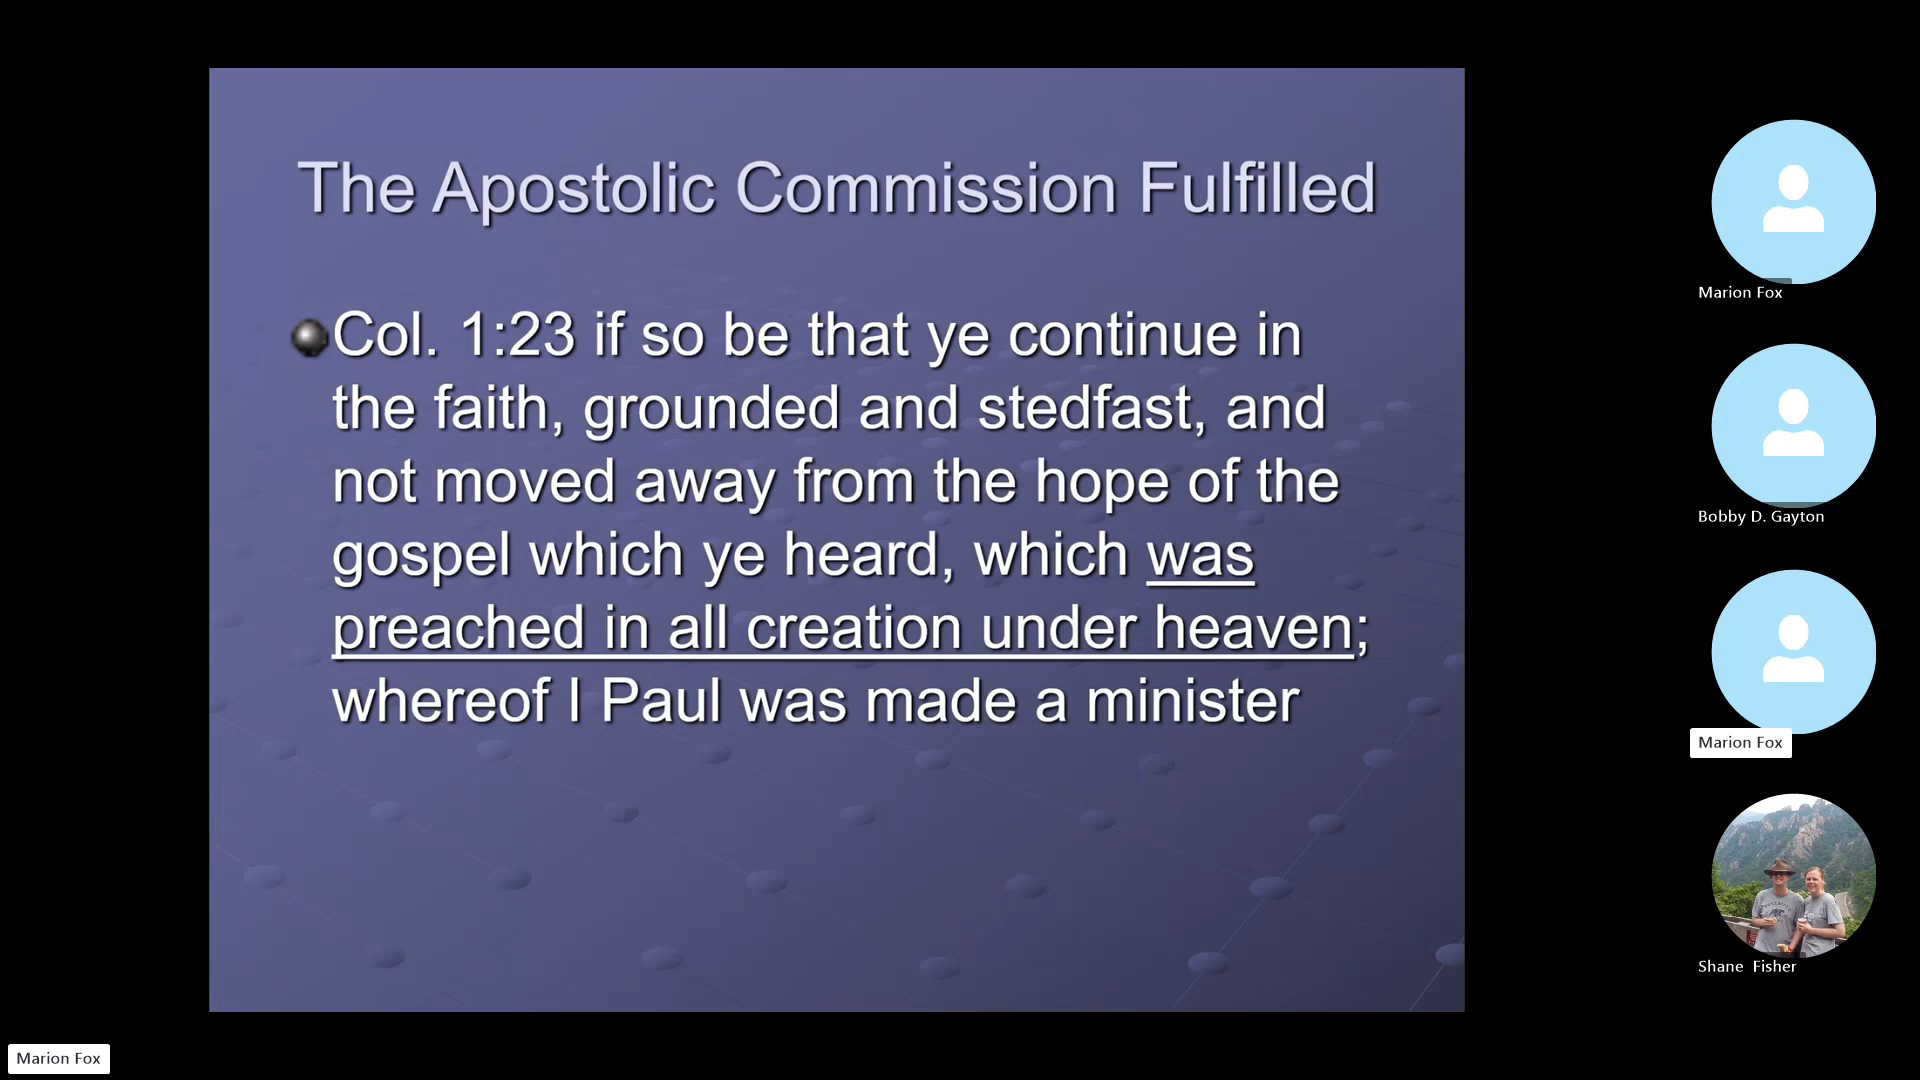 The Apostolic Commission Fulfilled
Col. 1:23 if so be that ye continue in
the faith, grounded and stedfast, and
not moved away from the hope of the
gospel which ye heard, which was
preached in all creation under heaven;
whereof I Paul was made a minister
Marion Fox
Bobby D. Gayton
Marion Fox
Shane Fisher
Marion Fox